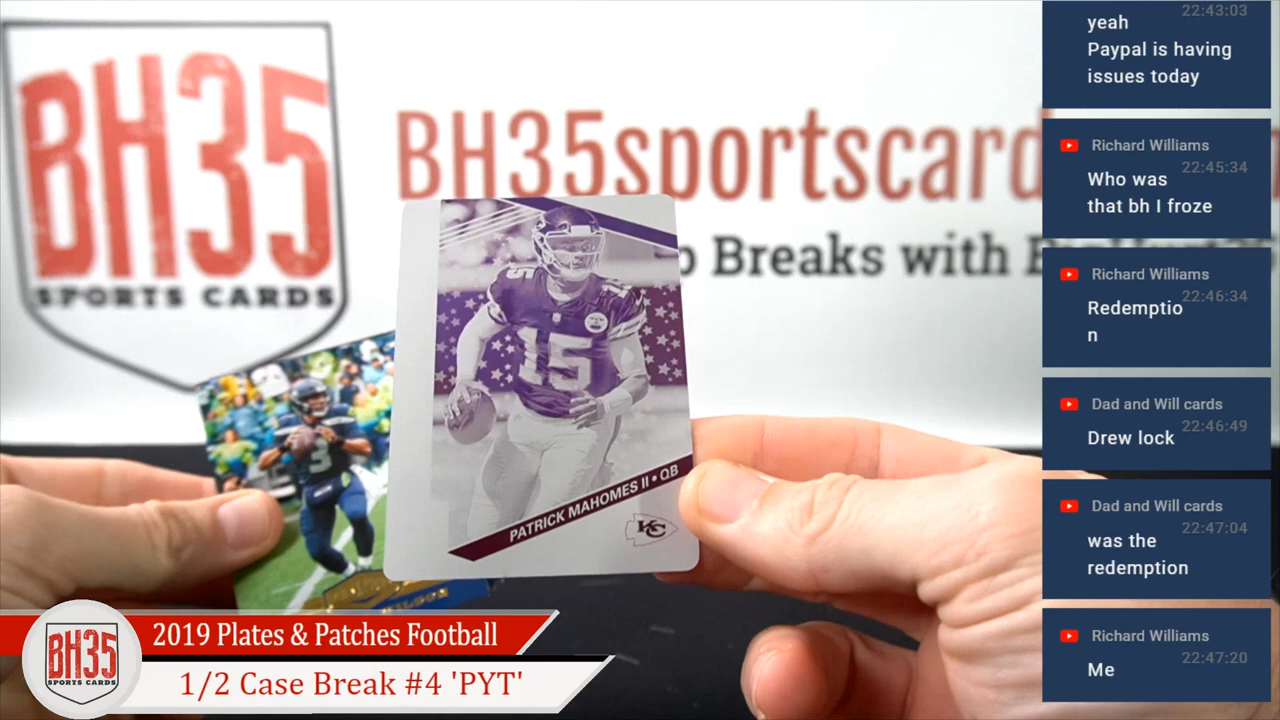 BH35
SPORTS CARDS
BH35sportscard
Breaks with
15
15
3
PATRICK MAHOMES II • QB
KC
BH35
SPORTS CARDS
2019 Plates & Patches Football
1/2 Case Break #4 'PYT'
22:43:03
yeah
Paypal is having
issues today
Richard Williams
22:45:34
Who was
that bh I froze
Richard Williams
22:46:34
Redemptio
n
Dad and Will cards
22:46:49
Drew lock
Dad and Will cards
22:47:04
was the
redemption
Richard Williams
22:47:20
Me